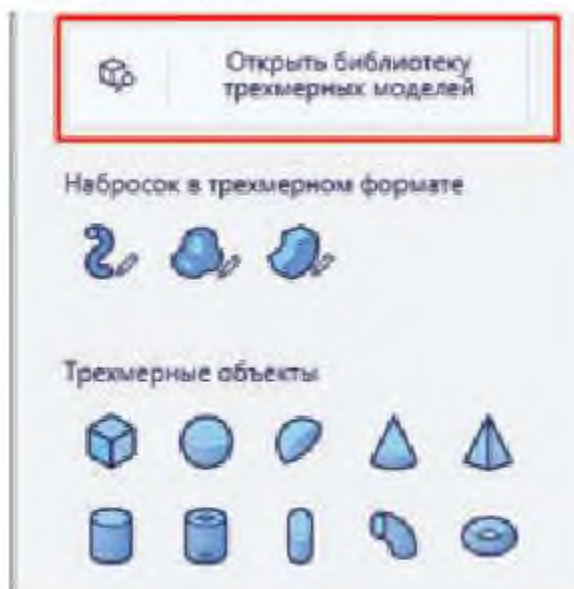 Открыть библиотеку
трехмерных моделей
Набросок в трехмерном формате
Трехмерные объекты